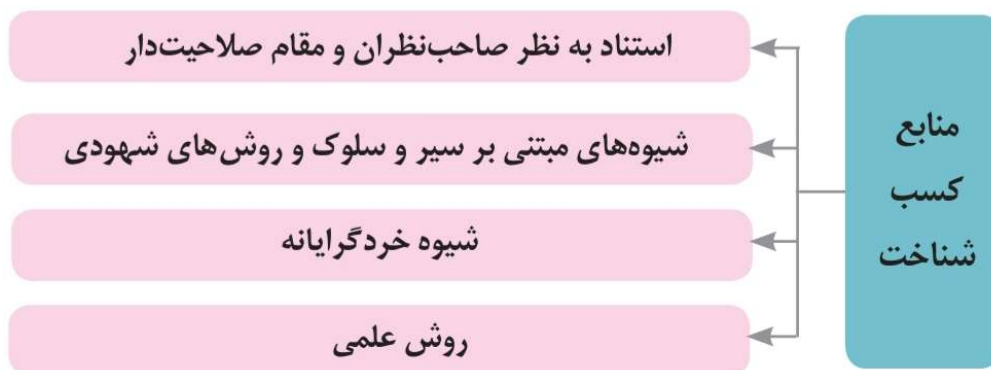 منابع
کسب
شناخت
استناد به نظر صاحب‌نظران و مقام صلاحیت‌دار
شیوه‌های مبتنی بر سیر و سلوک و روش‌های شهودی
شیوه خردگرایانه
روش علمی